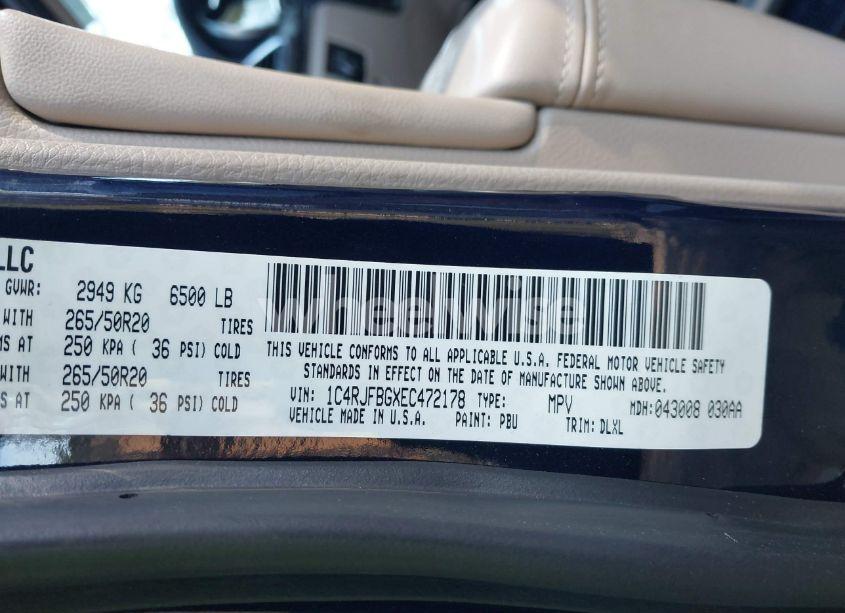 LLC
GVWR: 2949 KG 6500 LB
WITH 265/50R20 TIRES
MS AT 250 KPA ( 36 PSI) COLD
WITH 265/50R20 TIRES
S AT 250 KPA ( 36 PSI) COLD
wheelwise
THIS VEHICLE CONFORMS TO ALL APPLICABLE U.S.A. FEDERAL MOTOR VEHICLE SAFETY
STANDARDS IN EFFECT ON THE DATE OF MANUFACTURE SHOWN ABOVE.
VIN: 1C4RJFBGXEC472178 TYPE: MPV MDH: 043008 030AA
VEHICLE MADE IN U.S.A. PAINT: PBU TRIM: DLXL